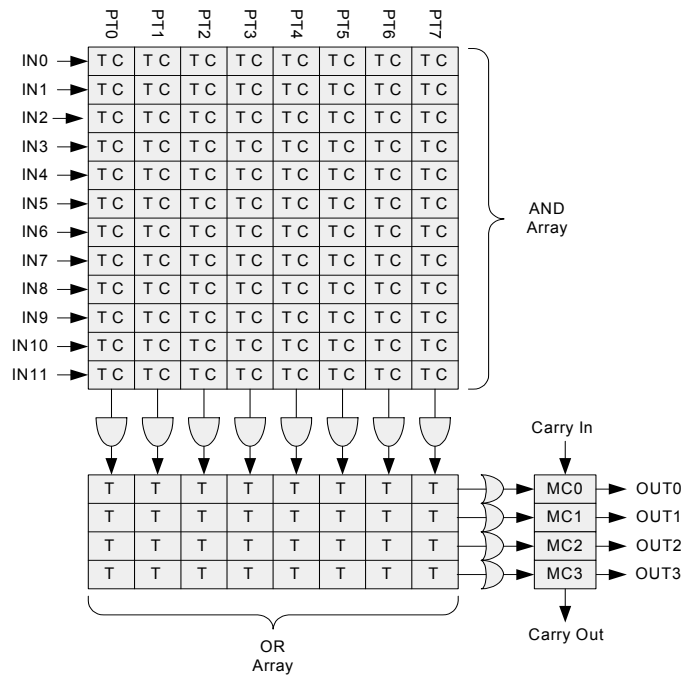 PT0 PT1 PT2 PT3 PT4 PT5 PT6 PT7
IN0 T C T C T C T C T C T C T C T C
IN1 T C T C T C T C T C T C T C T C
IN2 T C T C T C T C T C T C T C T C
IN3 T C T C T C T C T C T C T C T C
IN4 T C T C T C T C T C T C T C T C
IN5 T C T C T C T C T C T C T C T C
IN6 T C T C T C T C T C T C T C T C
IN7 T C T C T C T C T C T C T C T C
IN8 T C T C T C T C T C T C T C T C
IN9 T C T C T C T C T C T C T C T C
IN10 T C T C T C T C T C T C T C T C
IN11 T C T C T C T C T C T C T C T C
AND
Array
Carry In
T T T T T T T T MC0 OUT0
T T T T T T T T MC1 OUT1
T T T T T T T T MC2 OUT2
T T T T T T T T MC3 OUT3
Carry Out
OR
Array